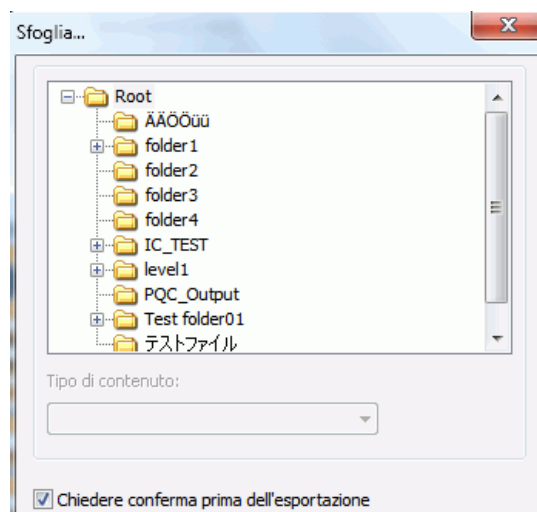 Sfoglia...
Root
ÄÄÖÖüü
folder1
folder2
folder3
folder4
IC_TEST
level1
PQC_Output
Test folder01
テストファイル
Tipo di contenuto:
Chiedere conferma prima dell'esportazione